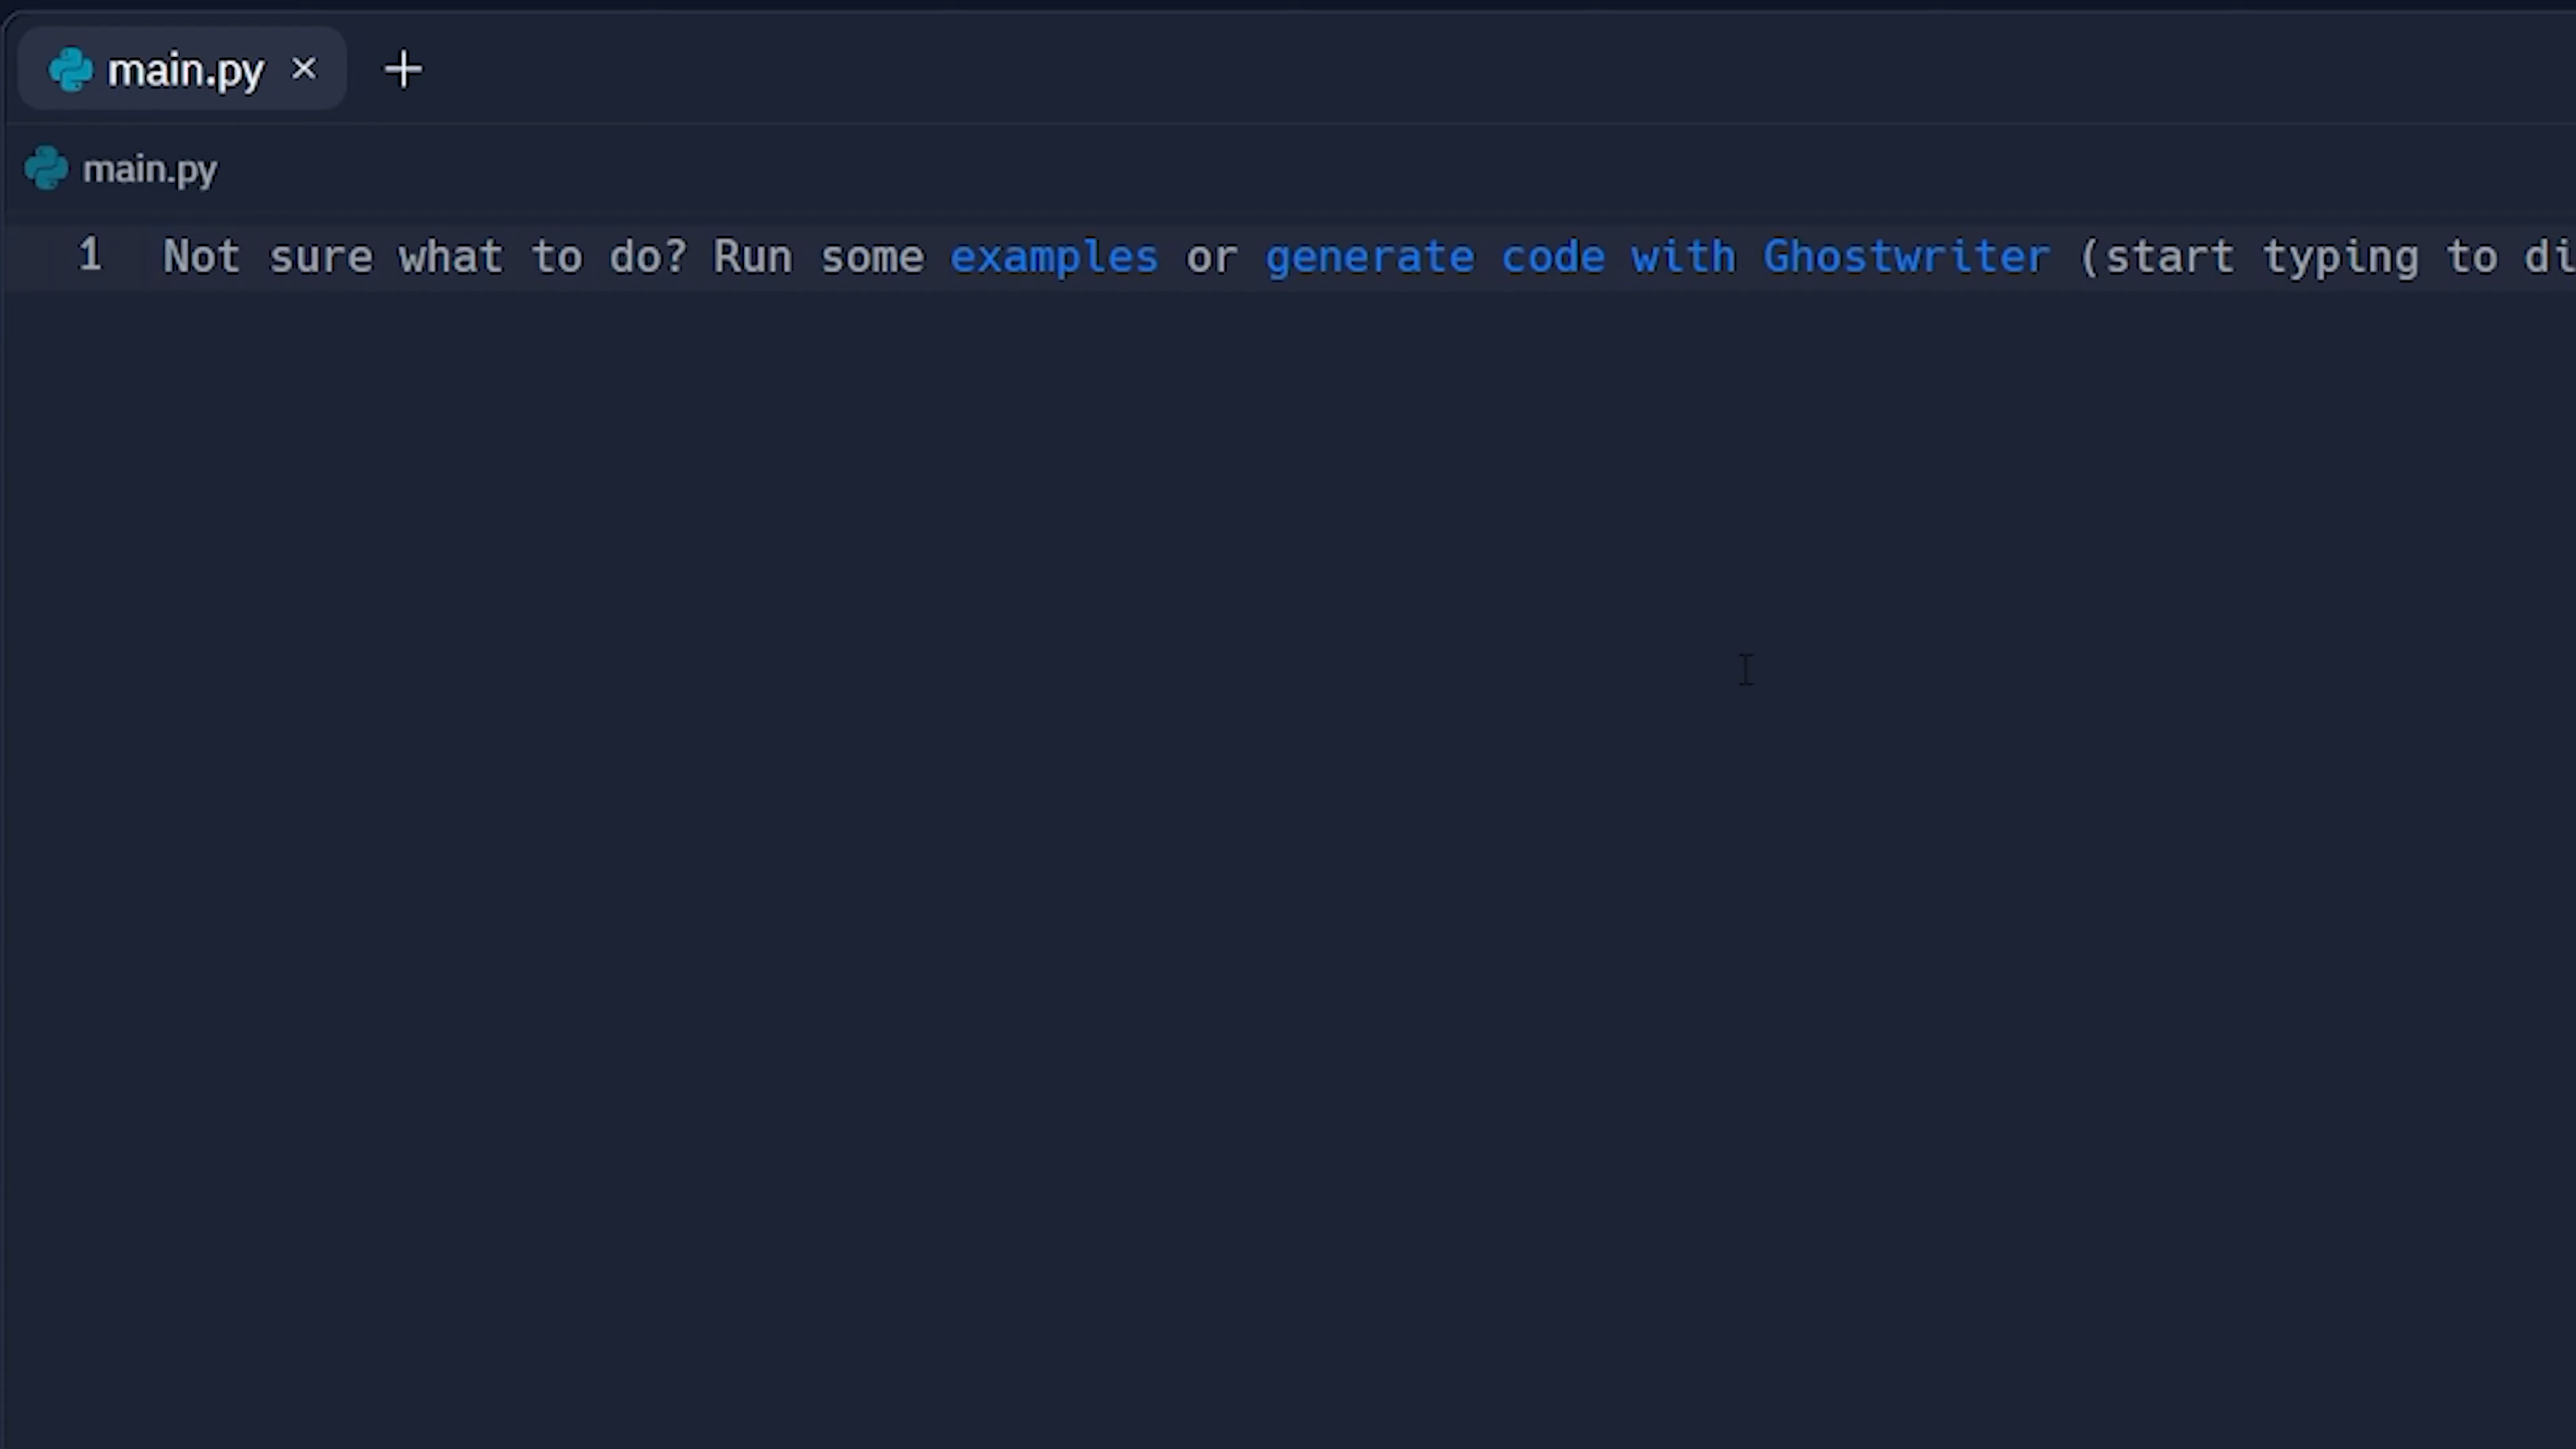 main.py
main.py
1 Not sure what to do? Run some examples or generate code with Ghostwriter (start typing to di